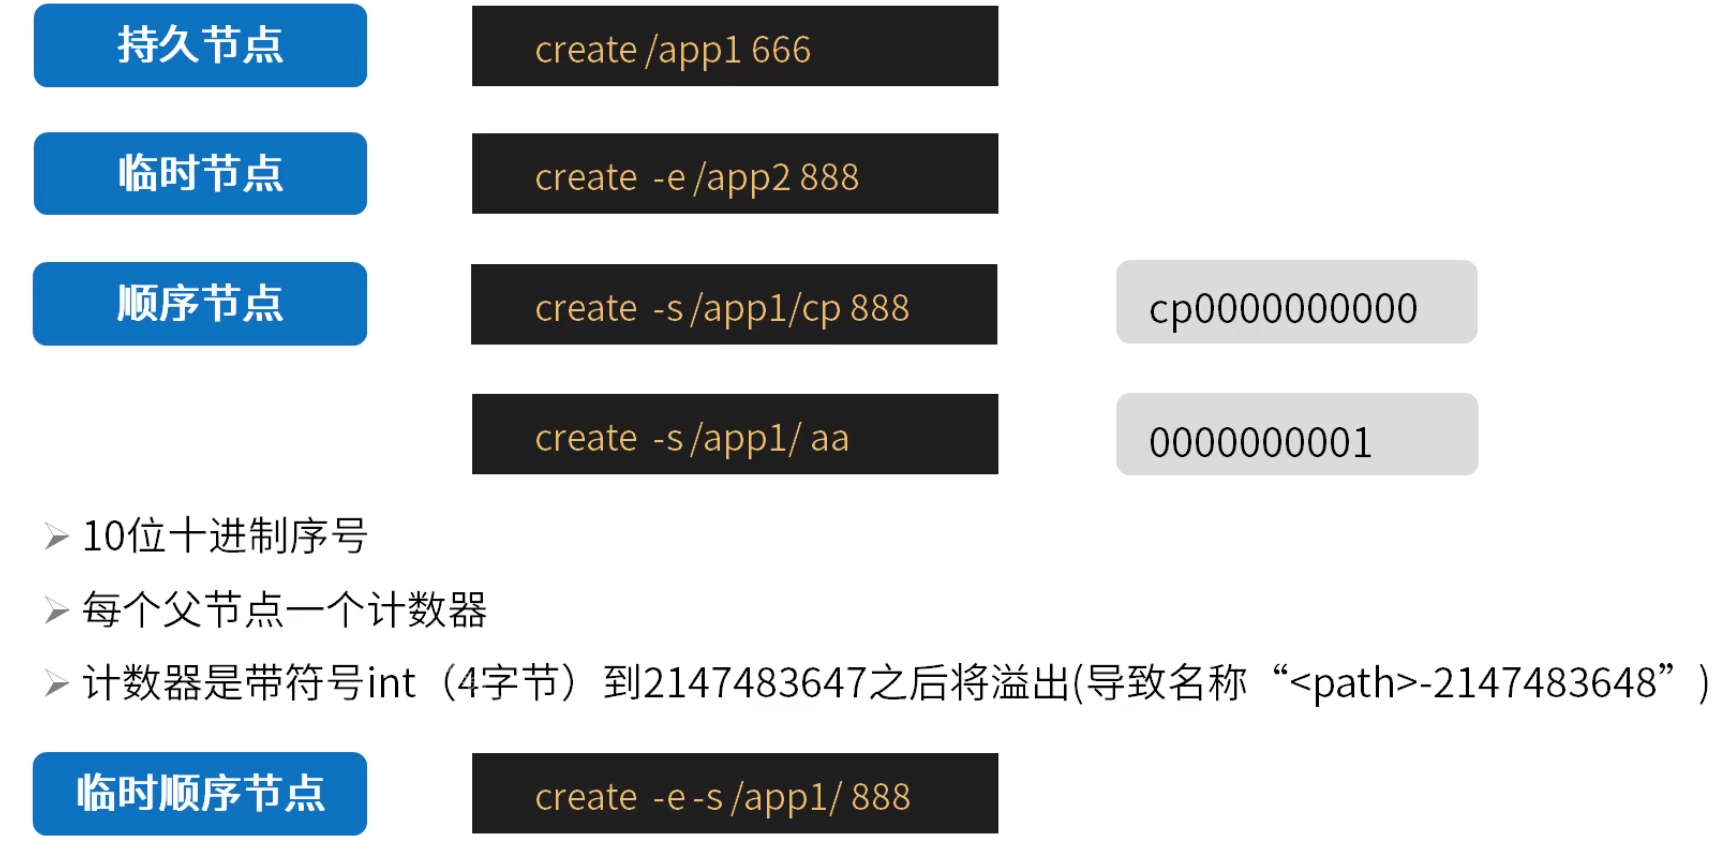 持久节点 create /app1 666
临时节点 create -e /app2 888
顺序节点 create -s /app1/cp 888 cp0000000000
create -s /app1/ aa 0000000001
➢ 10位十进制序号
➢ 每个父节点一个计数器
➢ 计数器是带符号int（4字节）到2147483647之后将溢出(导致名称“<path>-2147483648”)
临时顺序节点 create -e -s /app1/ 888